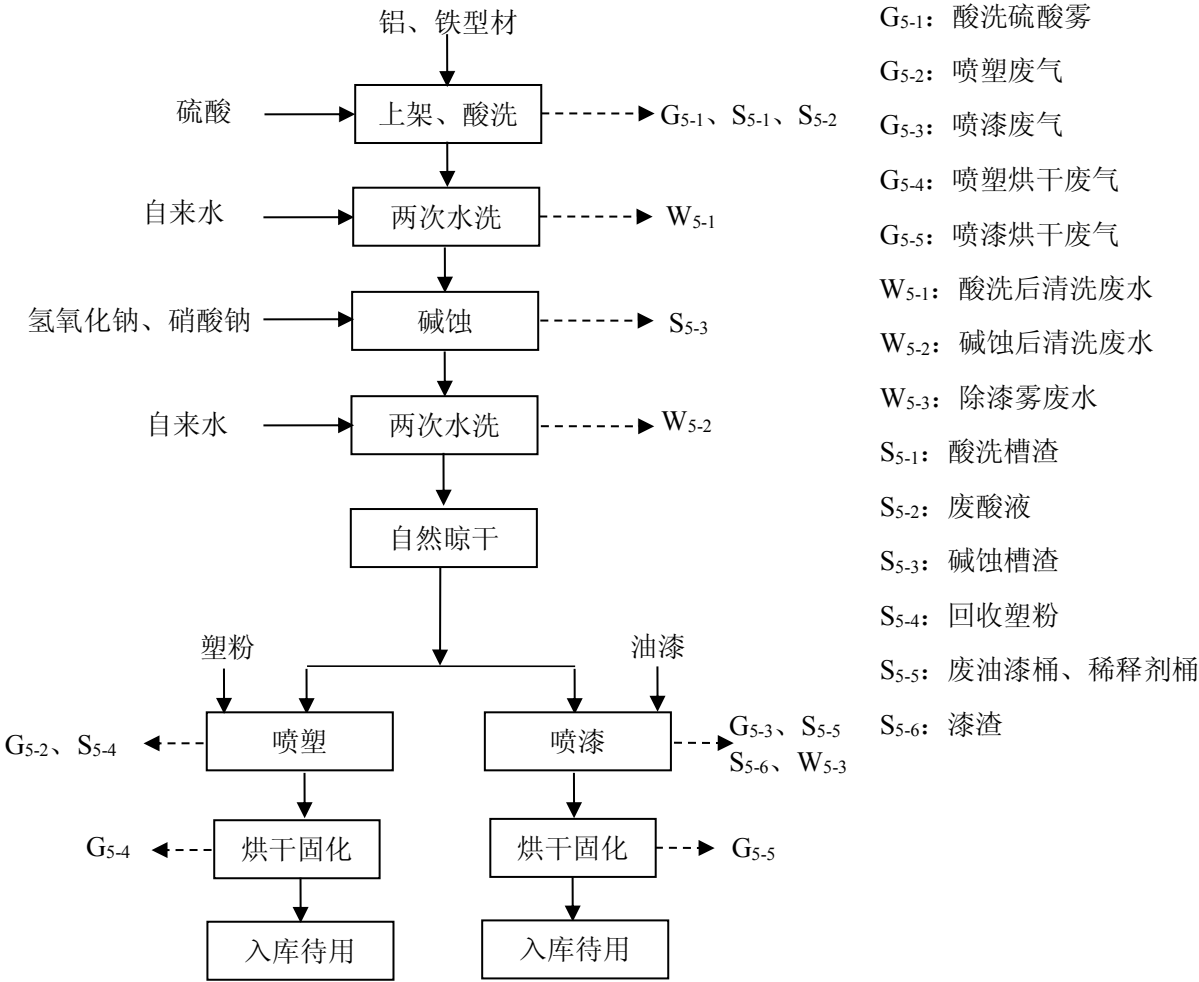 铝、铁型材
硫酸
上架、酸洗
G5-1、S5-1、S5-2
自来水
两次水洗
W5-1
氢氧化钠、硝酸钠
碱蚀
S5-3
自来水
两次水洗
W5-2
自然晾干
塑粉
油漆
G5-2、S5-4
喷塑
喷漆
G5-3、S5-5
S5-6、W5-3
G5-4
烘干固化
烘干固化
G5-5
入库待用
入库待用
G5-1：酸洗硫酸雾
G5-2：喷塑废气
G5-3：喷漆废气
G5-4：喷塑烘干废气
G5-5：喷漆烘干废气
W5-1：酸洗后清洗废水
W5-2：碱蚀后清洗废水
W5-3：除漆雾废水
S5-1：酸洗槽渣
S5-2：废酸液
S5-3：碱蚀槽渣
S5-4：回收塑粉
S5-5：废油漆桶、稀释剂桶
S5-6：漆渣